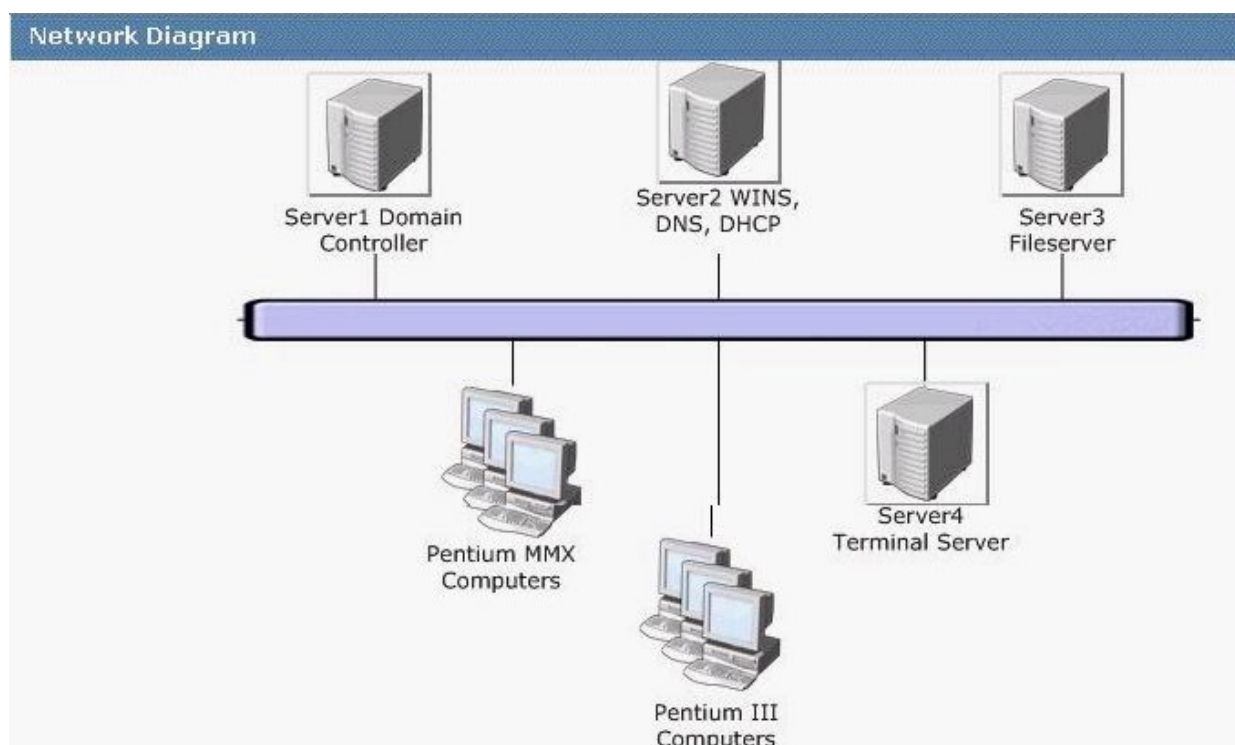 Network Diagram
Server1 Domain
Controller
Server2 WINS,
DNS, DHCP
Server3
Fileserver
Pentium MMX
Computers
Server4
Terminal Server
Pentium III
Computers